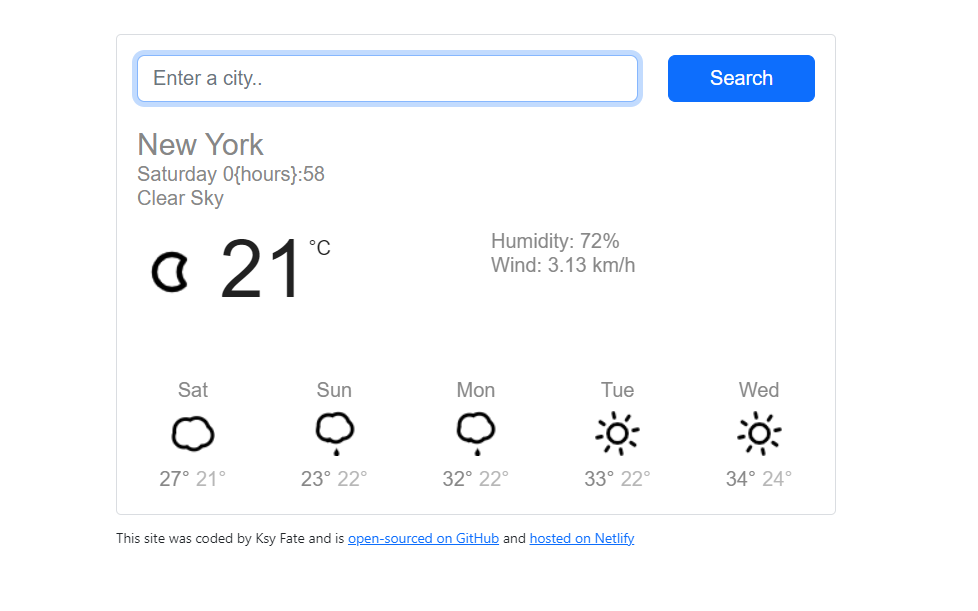 Enter a city..
Search
New York
Saturday 0{hours}:58
Clear Sky
21 °C
Humidity: 72%
Wind: 3.13 km/h
Sat Sun Mon Tue Wed
27° 21° 23° 22° 32° 22° 33° 22° 34° 24°
This site was coded by Ksy Fate and is open-sourced on GitHub and hosted on Netlify